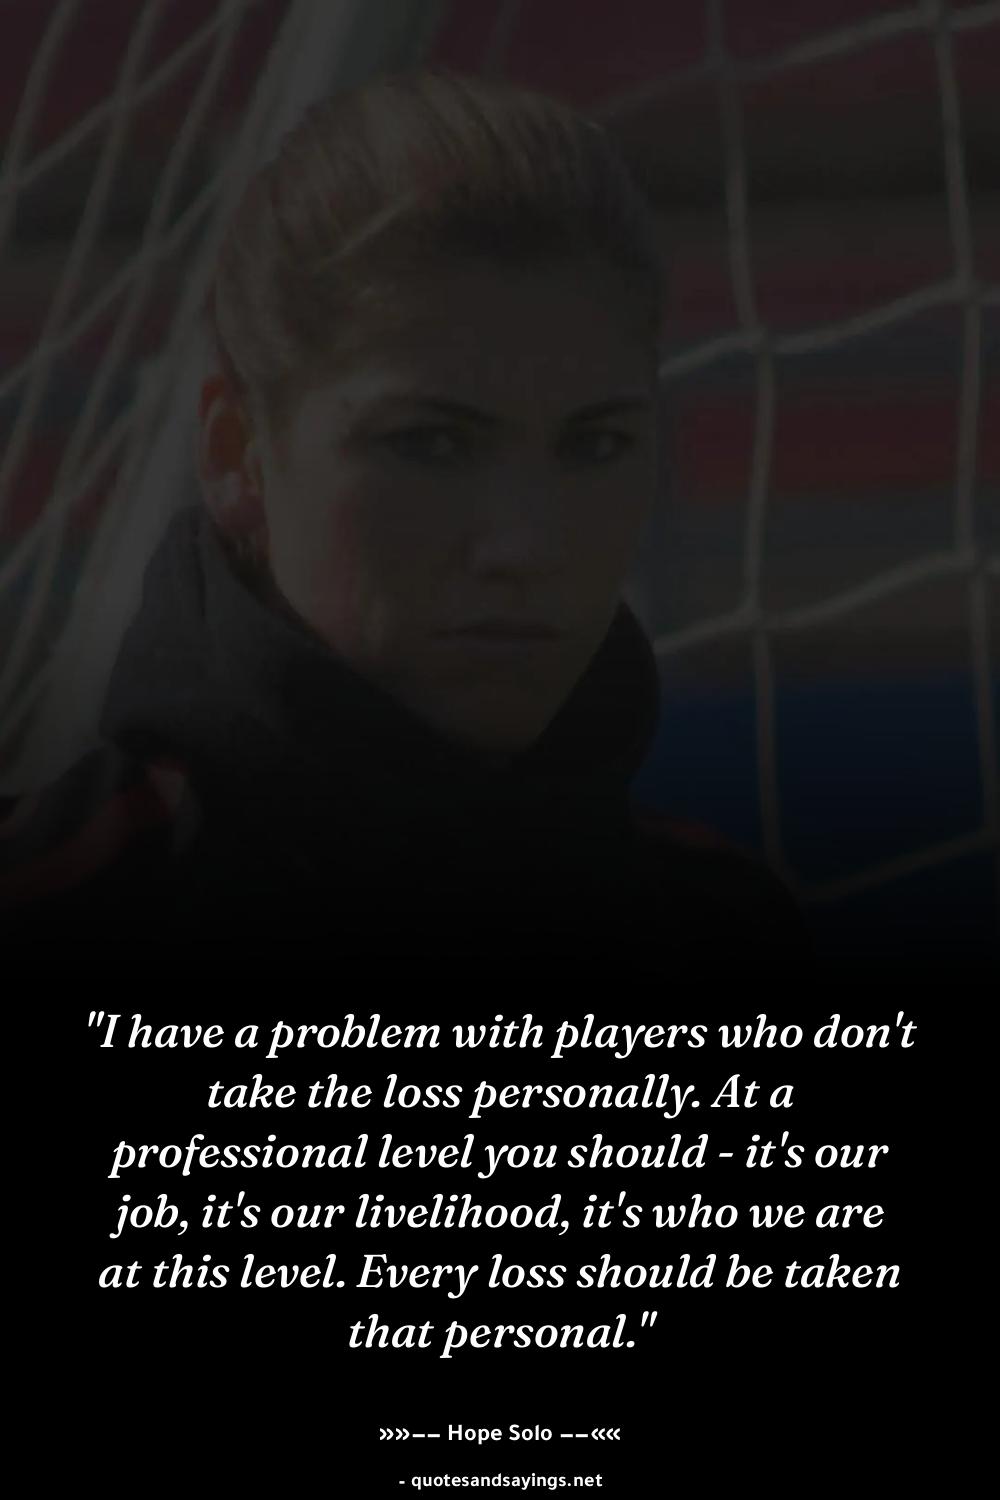 "I have a problem with players who don't
take the loss personally. At a
professional level you should - it's our
job, it's our livelihood, it's who we are
at this level. Every loss should be taken
that personal."
»»−− Hope Solo −−««
- quotesandsayings.net